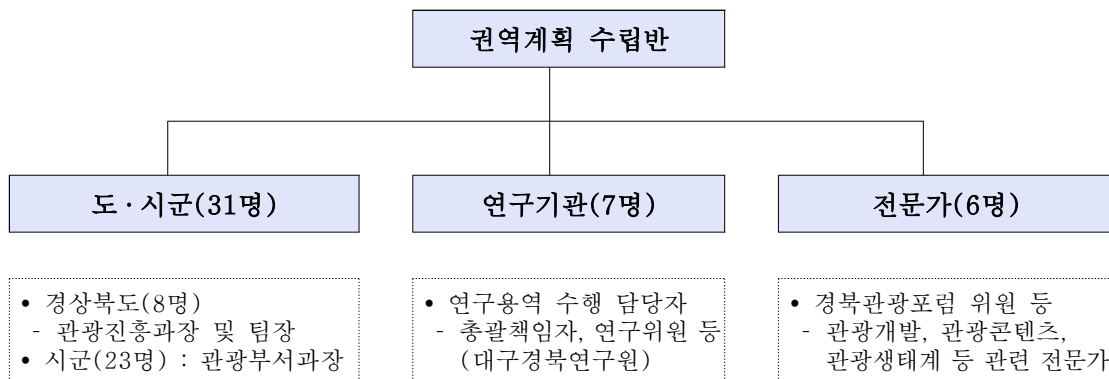 권역계획 수립반
도·시군(31명)
연구기관(7명)
전문가(6명)
• 경상북도(8명)
- 관광진흥과장 및 팀장
• 시군(23명) : 관광부서과장
• 연구용역 수행 담당자
- 총괄책임자, 연구위원 등
(대구경북연구원)
• 경북관광포럼 위원 등
- 관광개발, 관광콘텐츠,
관광생태계 등 관련 전문가